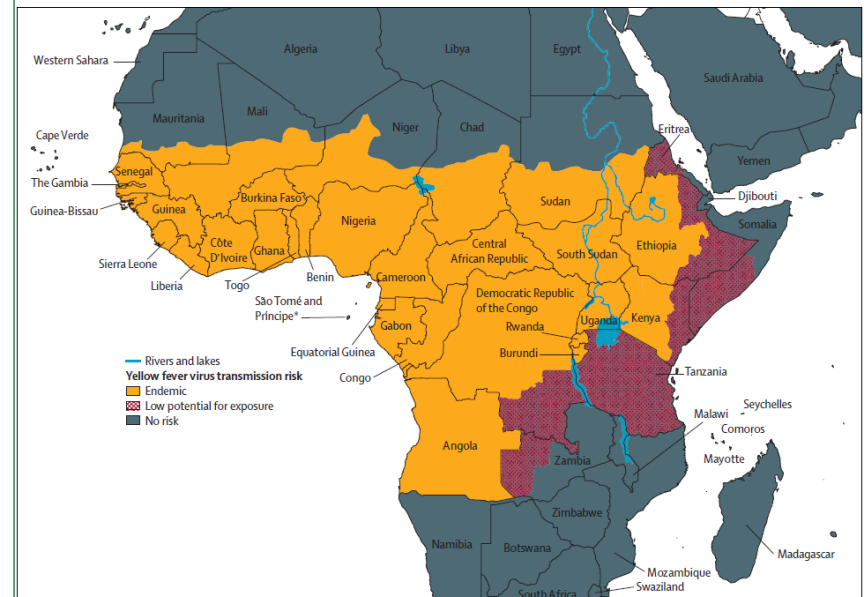 Western Sahara
Algeria
Libya
Egypt
Saudi Arabia
Mauritania
Mali
Niger
Chad
Eritrea
Yemen
Cape Verde
Senegal
The Gambia
Guinea-Bissau
Guinea
Burkina Faso
Nigeria
Sudan
Djibouti
Somalia
Sierra Leone
Liberia
Côte
D'Ivoire
Ghana
Togo
Benin
Cameroon
Central
African Republic
South Sudan
Ethiopia
São Tomé and
Príncipe*
Equatorial Guinea
Gabon
Congo
Democratic Republic
of the Congo
Uganda
Kenya
Rwanda
Burundi
Tanzania
Rivers and lakes
Yellow fever virus transmission risk
Endemic
Low potential for exposure
No risk
Malawi
Seychelles
Comoros
Mayotte
Angola
Zambia
Zimbabwe
Namibia
Botswana
Madagascar
Mozambique
Swaziland
South Africa